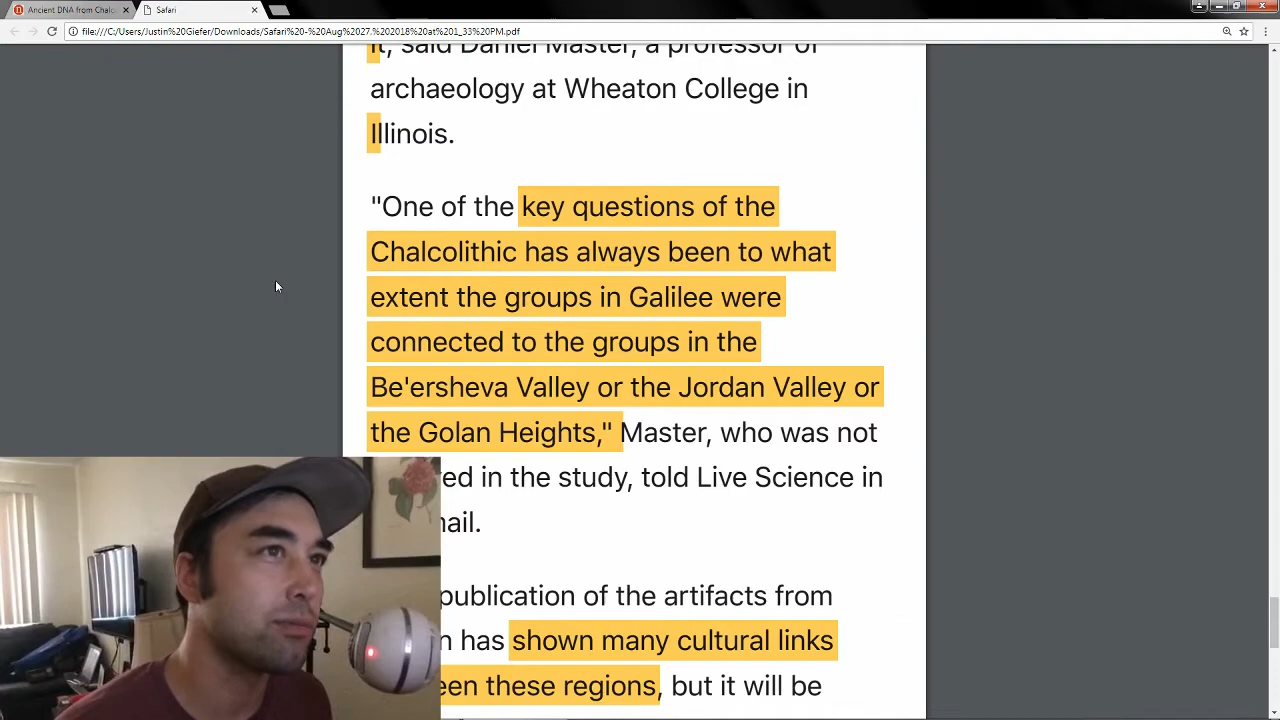 Ancient DNA from Chalc
Safari
file:///C:/Users/Justin%20Giefer/Downloads/Safari%20-%20Aug%2027,%202018%20at%201_33%20PM.pdf
it, said Daniel Master, a professor of
archaeology at Wheaton College in
Illinois.
"One of the key questions of the
Chalcolithic has always been to what
extent the groups in Galilee were
connected to the groups in the
Be'ersheva Valley or the Jordan Valley or
the Golan Heights," Master, who was not
ed in the study, told Live Science in
ail.
publication of the artifacts from
has shown many cultural links
een these regions, but it will be